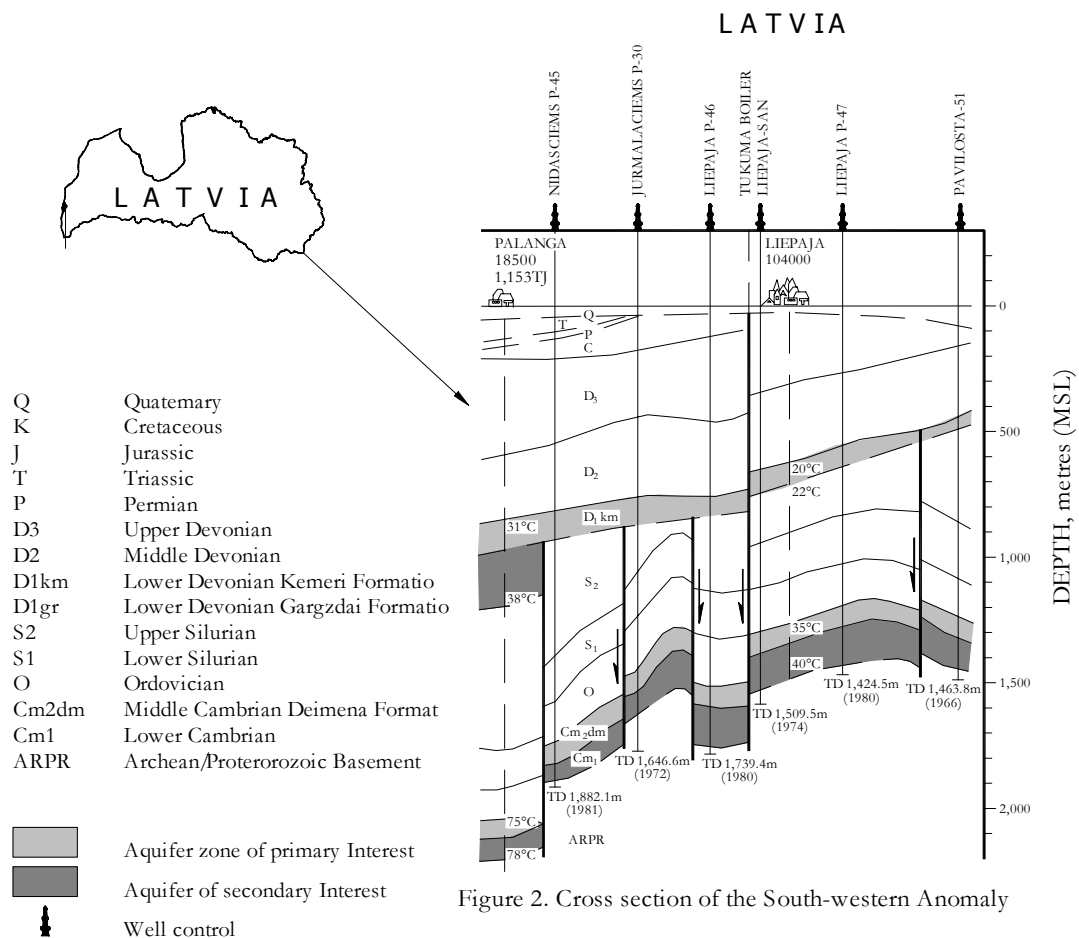 LATVIA
NIDASCIEMS P-45
JURMALACIEMS P-30
LIEPAJA P-46
TUKUMA BOILER
LIEPAJA-SAN
LIEPAJA P-47
PAVILOSTA-51
LATVIA
PALANGA
18500
1,153TJ
LIEPAJA
104000
0
Q
T
P
C
D3
500
D2
20°C
22°C
D1 km
31°C
1,000
38°C
S2
S1
35°C
40°C
O
1,500
Cm2dm
Cm1
TD 1,882.1m
(1981)
TD 1,646.6m
(1972)
TD 1,739.4m
(1980)
TD 1,509.5m
(1974)
TD 1,424.5m
(1980)
TD 1,463.8m
(1966)
2,000
75°C
78°C
ARPR
DEPTH, metres (MSL)
Q Quatemary
K Cretaceous
J Jurassic
T Triassic
P Permian
D3 Upper Devonian
D2 Middle Devonian
D1km Lower Devonian Kemeri Formatio
D1gr Lower Devonian Gargzdai Formatio
S2 Upper Silurian
S1 Lower Silurian
O Ordovician
Cm2dm Middle Cambrian Deimena Format
Cm1 Lower Cambrian
ARPR Archean/Proterorozoic Basement
Aquifer zone of primary Interest
Aquifer of secondary Interest
Well control
Figure 2. Cross section of the South-western Anomaly